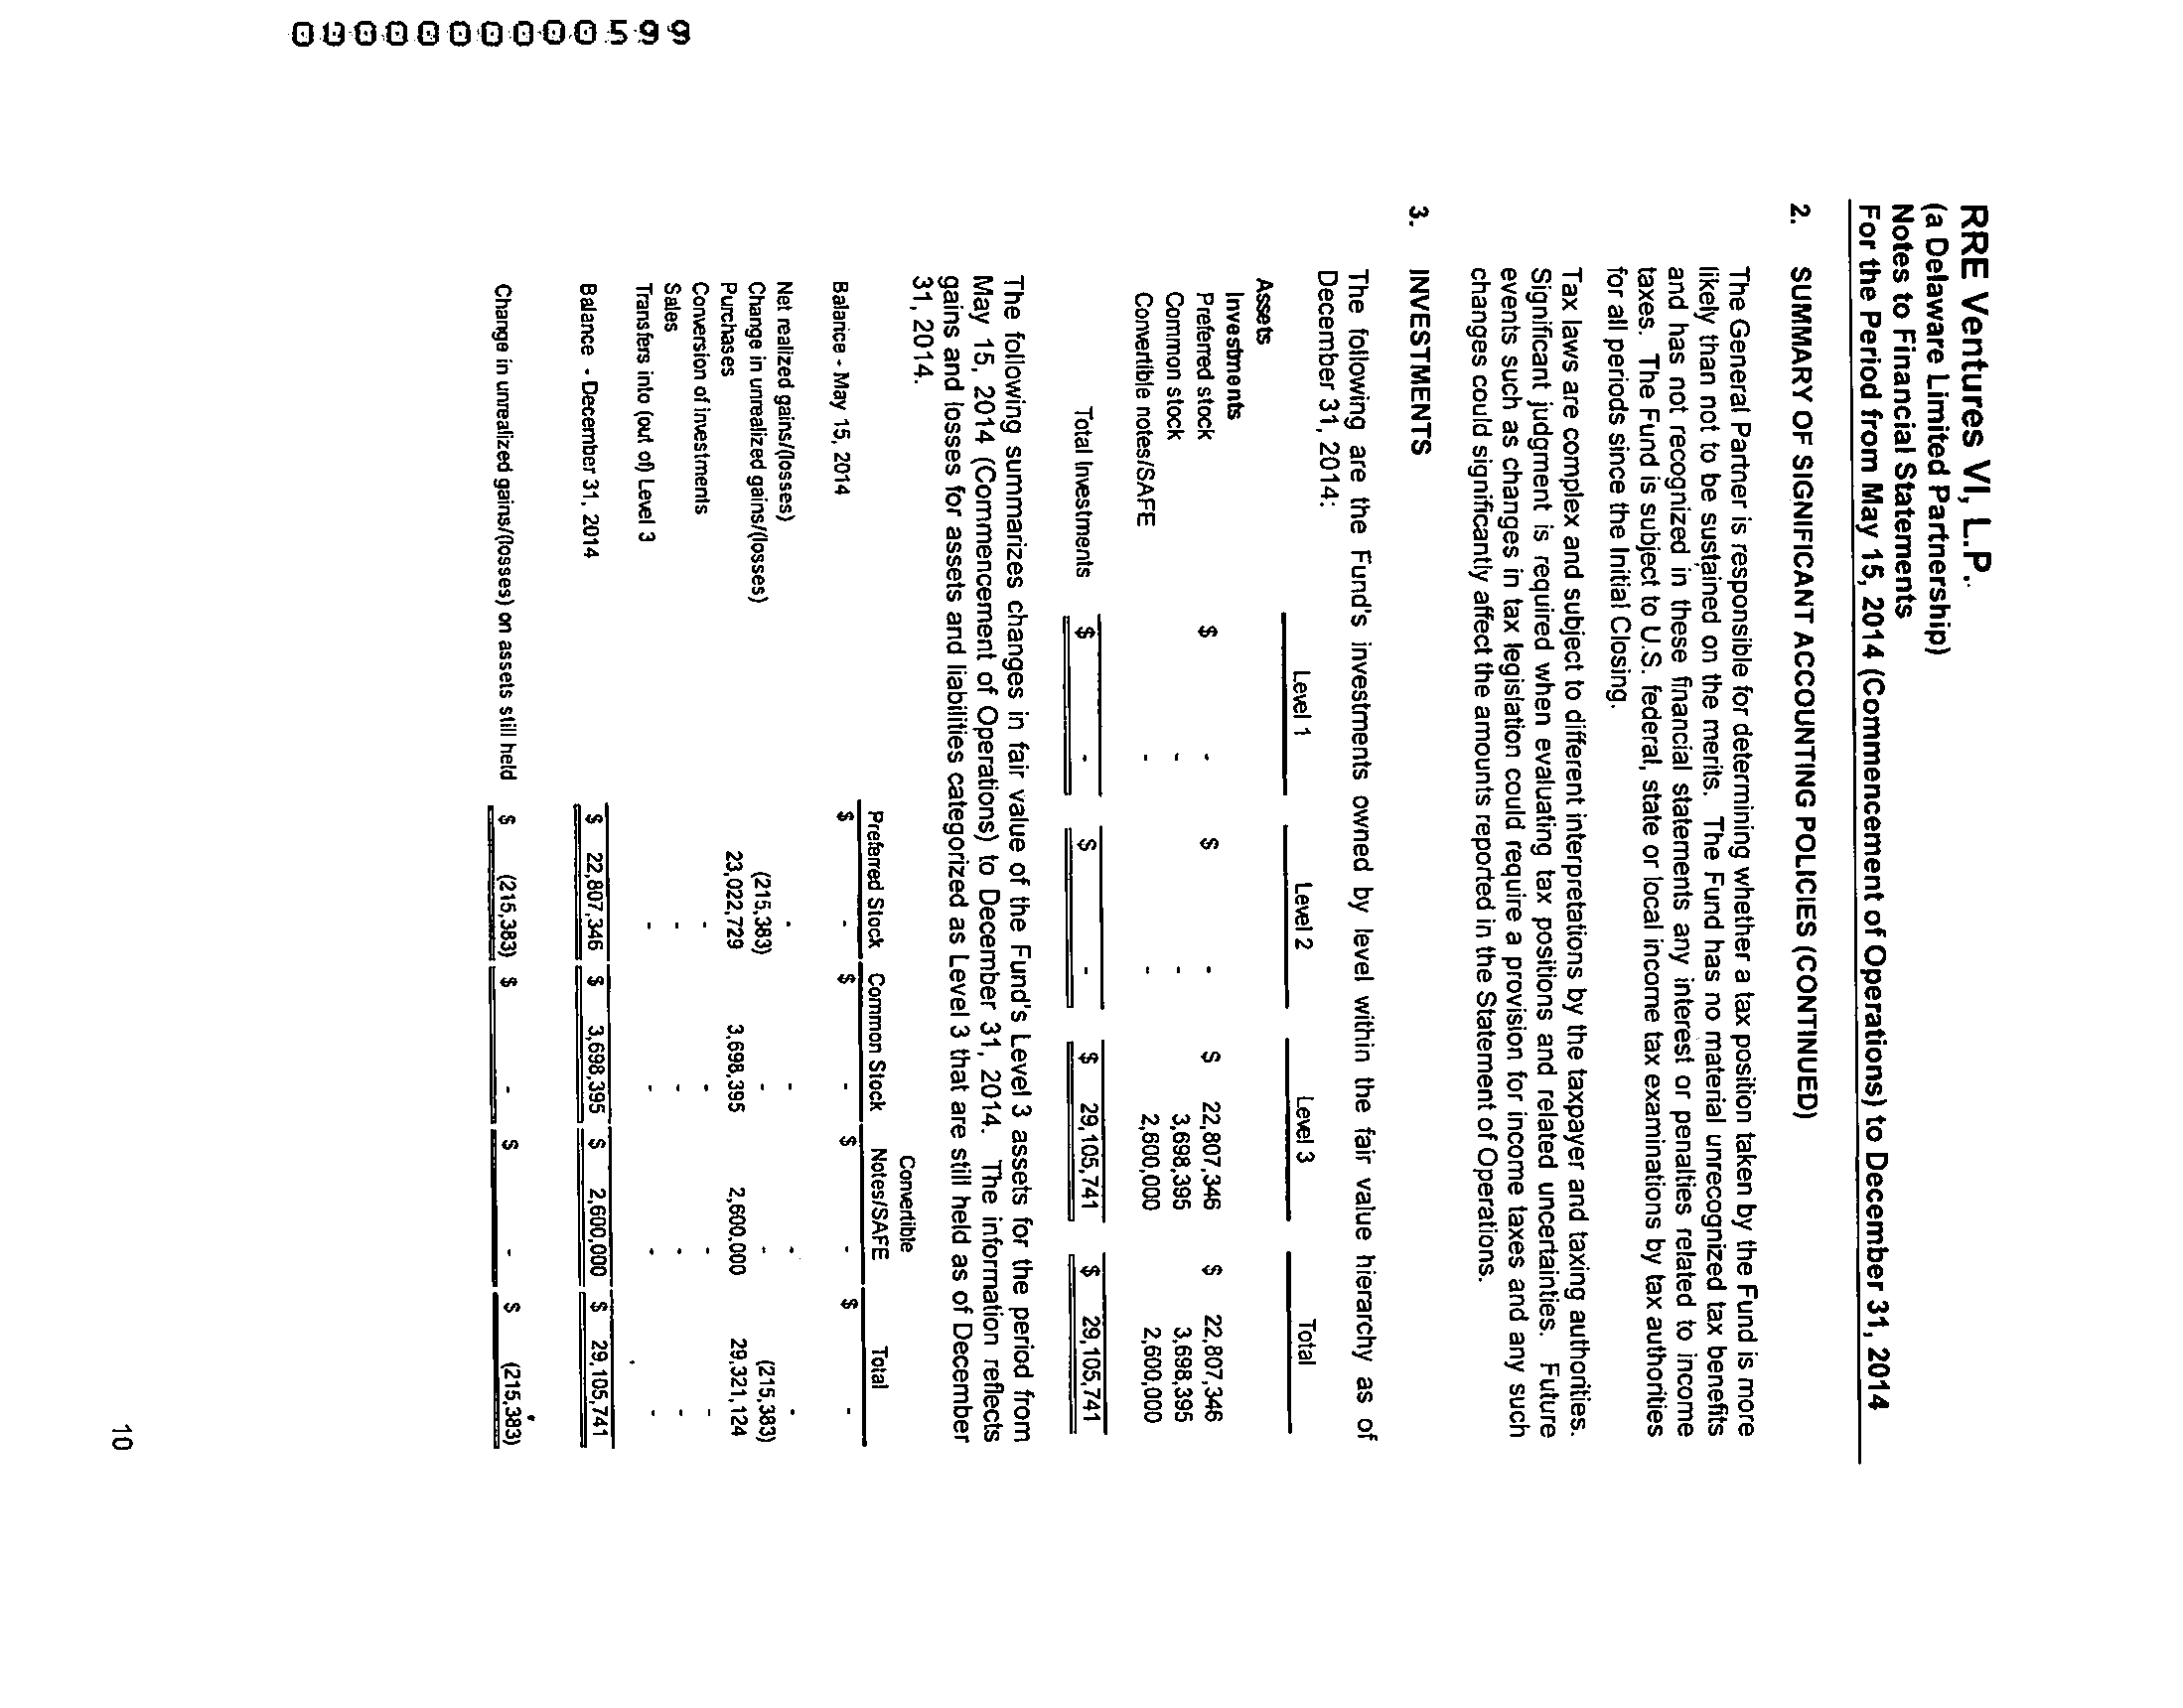 RRE Ventures VI, L.P.
(a Delaware Limited Partnership)
Notes to Financial Statements
For the Period from May 15, 2014 (Commencement of Operations) to December 31, 2014
2. SUMMARY OF SIGNIFICANT ACCOUNTING POLICIES (CONTINUED)
The General Partner is responsible for determining whether a tax position taken by the Fund is more
likely than not to be sustained on the merits. The Fund has no material unrecognized tax benefits
and has not recognized in these financial statements any interest or penalties related to income
taxes. The Fund is subject to U.S. federal, state or local income tax examinations by tax authorities
for all periods since the Initial Closing.
Tax laws are complex and subject to different interpretations by the taxpayer and taxing authorities.
Significant judgment is required when evaluating tax positions and related uncertainties. Future
events such as changes in tax legislation could require a provision for income taxes and any such
changes could significantly affect the amounts reported in the Statement of Operations.
3. INVESTMENTS
The following are the Fund's investments owned by level within the fair value hierarchy as of
December 31, 2014:
Level 1 Level 2 Level 3 Total
Assets
Investments
Preferred stock $ - $ - $ 22,807,346 $ 22,807,346
Common stock - - 3,698,395 3,698,395
Convertible notes/SAFE - - 2,600,000 2,600,000
Total Investments $ - $ - $ 29,105,741 $ 29,105,741
The following summarizes changes in fair value of the Fund's Level 3 assets for the period from
May 15, 2014 (Commencement of Operations) to December 31, 2014. The information reflects
gains and losses for assets and liabilities categorized as Level 3 that are still held as of December
31, 2014.
Convertible
Preferred Stock Common Stock Notes/SAFE Total
Balance - May 15, 2014 $ - $ - $ - $ -
Net realized gains/(losses) - - - -
Change in unrealized gains/(losses) (215,383) - - (215,383)
Purchases 23,022,729 3,698,395 2,600,000 29,321,124
Conversion of investments - - - -
Sales - - - -
Transfers into (out of) Level 3 - - - -
Balance - December 31, 2014 $ 22,807,346 $ 3,698,395 $ 2,600,000 $ 29,105,741
Change in unrealized gains/(losses) on assets still held $ (215,383) $ - $ - $ (215,383)
10
0000000000599